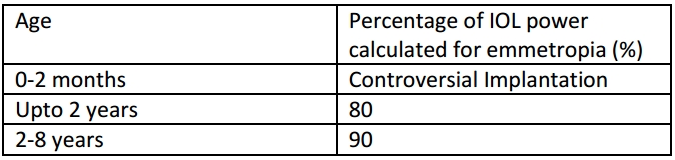 Age
Percentage of IOL power
calculated for emmetropia (%)
0-2 months
Controversial Implantation
Upto 2 years
80
2-8 years
90